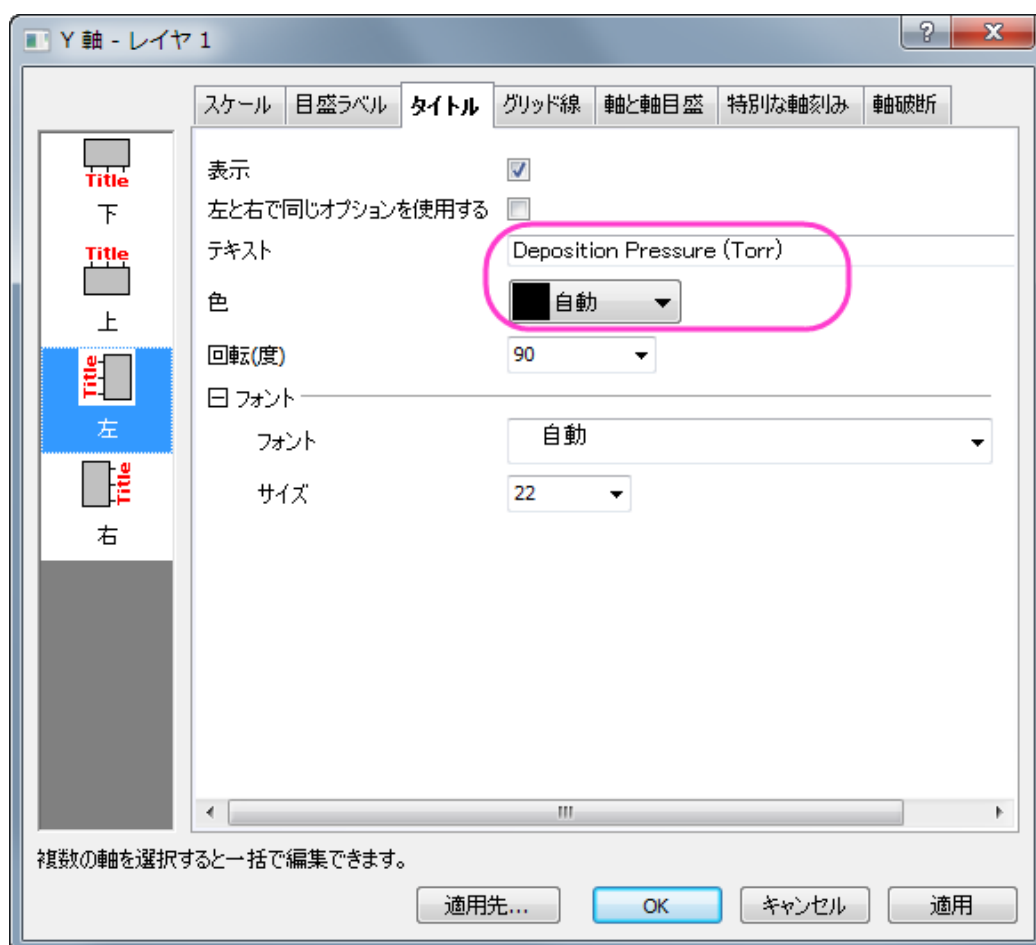 Y 軸 - レイヤ 1
スケール 目盛ラベル タイトル グリッド線 軸と軸目盛 特別な軸刻み 軸破断
Title
下
Title
上
Title
左
Title
右
表示
左と右で同じオプションを使用する
テキスト Deposition Pressure (Torr)
色 自動
回転(度) 90
フォント
フォント 自動
サイズ 22
複数の軸を選択すると一括で編集できます。
適用先... OK キャンセル 適用